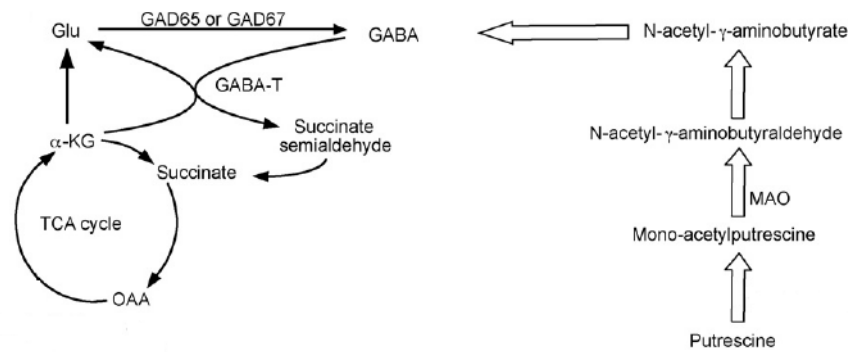 GAD65 or GAD67
Glu
GABA
N-acetyl-γ-aminobutyrate
GABA-T
α-KG
Succinate
semialdehyde
N-acetyl-γ-aminobutyraldehyde
Succinate
MAO
TCA cycle
Mono-acetylputrescine
OAA
Putrescine